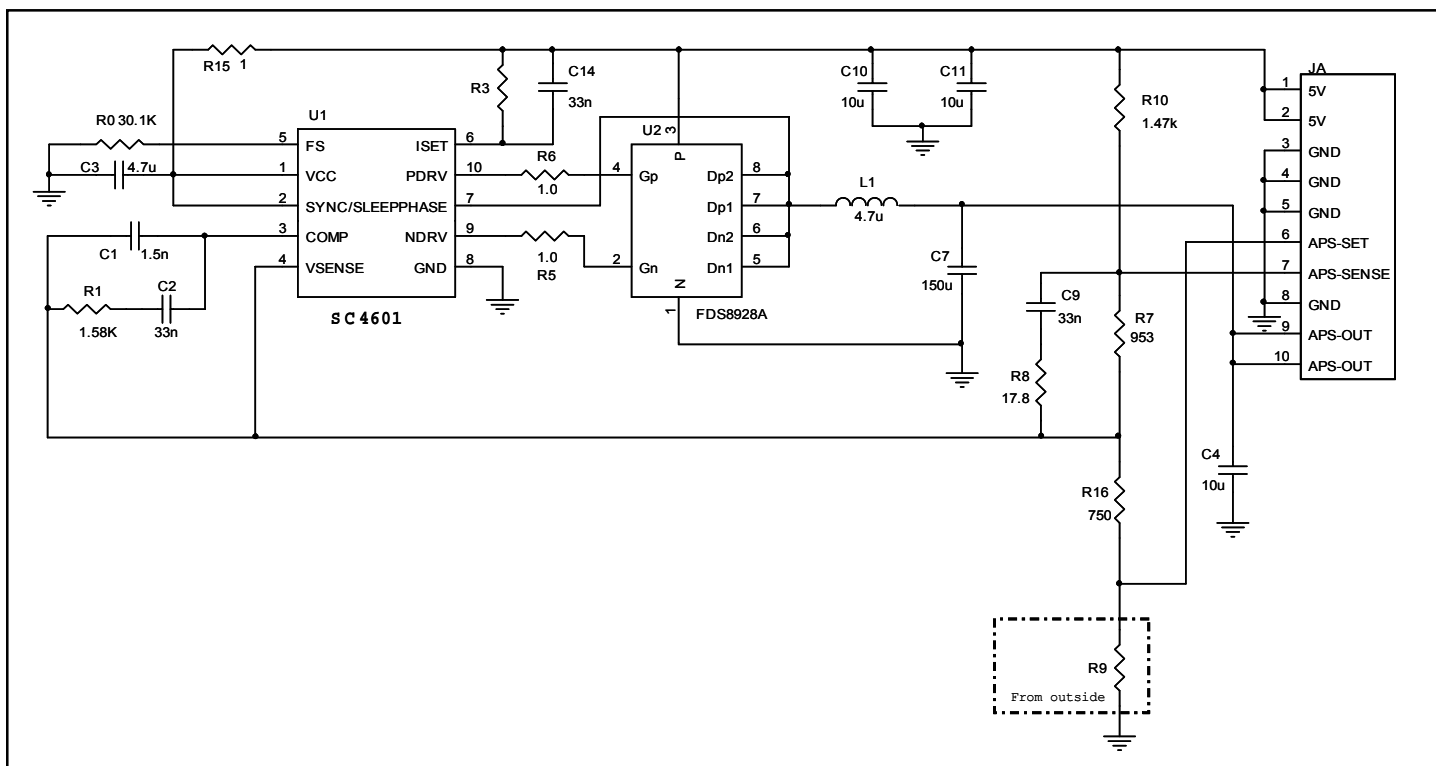 R15 1
R3
C14
33n
C10
10u
C11
10u
R10
1.47k
JA
1 5V
2 5V
3 GND
4 GND
5 GND
6 APS-SET
7 APS-SENSE
8 GND
9 APS-OUT
10 APS-OUT
R0 30.1K
C3 4.7u
U1
5 FS ISET 6
1 VCC PDRV 10
2 SYNC/SLEEPPHASE 7
3 COMP NDRV 9
4 VSENSE GND 8
SC4601
R6
1.0
1.0
R5
U2 3
P
4 Gp Dp2 8
Dp1 7
Dn2 6
2 Gn Dn1 5
N
1
FDS8928A
L1
4.7u
C1 1.5n
R1
1.58K
C2
33n
C7
150u
C9
33n
R8
17.8
R7
953
C4
10u
R16
750
R9
From outside